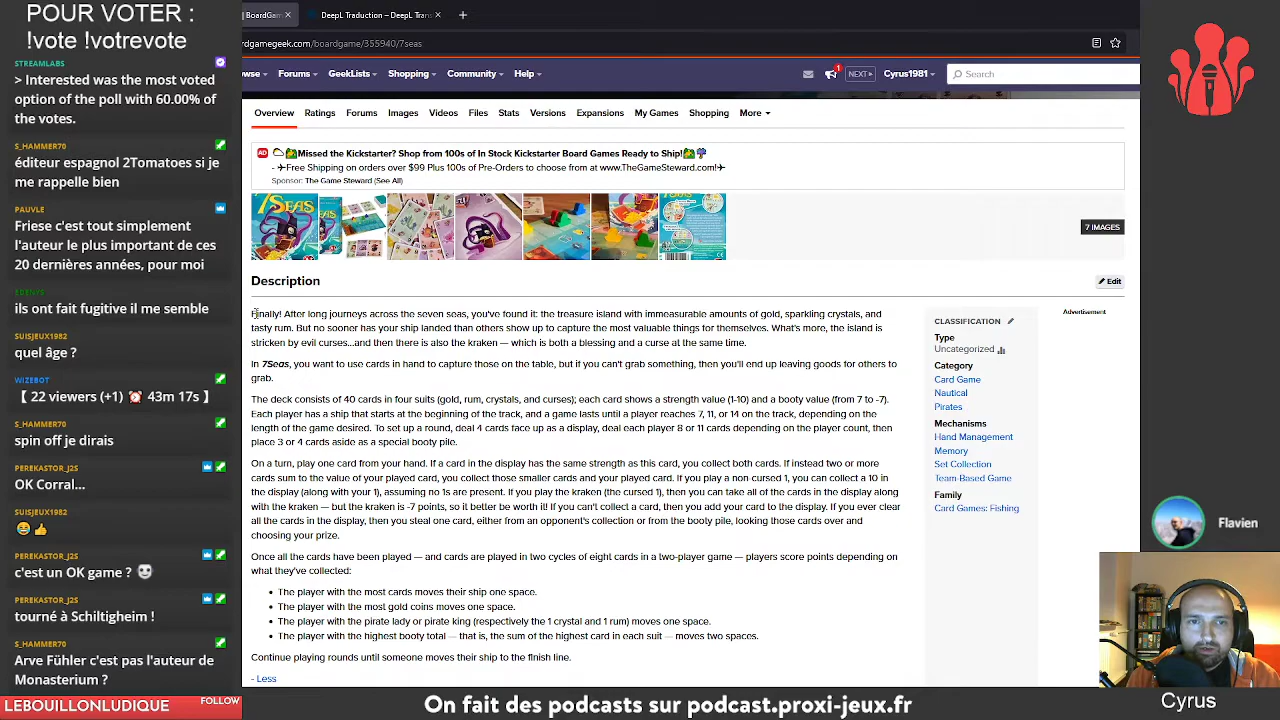 POUR VOTER :
!vote !votrevote
STREAMLABS
> Interested was the most voted
option of the poll with 60.00% of
the votes.
S_HAMMER70
éditeur espagnol 2Tomatoes si je
me rappelle bien
PAUVLE
Friese c'est tout simplement
l'auteur le plus important de ces
20 dernières années, pour moi
EDENYS
ils ont fait fugitive il me semble
SUISJEUX1982
quel âge ?
WIZEBOT
【 22 viewers (+1) ⏰ 43m 17s 】
S_HAMMER70
spin off je dirais
PEREKASTOR_J2S
OK Corral...
SUISJEUX1982
😂👍
PEREKASTOR_J2S
c'est un OK game ?
PEREKASTOR_J2S
tourné à Schiltigheim !
S_HAMMER70
Arve Fühler c'est pas l'auteur de
Monasterium ?
LEBOUILLONLUDIQUE FOLLOW
BoardGam × DeepL Traduction – DeepL Trans × +
rdgamegeek.com/boardgame/355940/7seas
wse Forums GeekLists Shopping Community Help 1 NEXT Cyrus1981 Search
Overview Ratings Forums Images Videos Files Stats Versions Expansions My Games Shopping More
AD Missed the Kickstarter? Shop from 100s of In Stock Kickstarter Board Games Ready to Ship!
- ✈Free Shipping on orders over $99 Plus 100s of Pre-Orders to choose from at www.TheGameSteward.com!✈
Sponsor: The Game Steward (See All)
7SEAS
7 IMAGES
Description
Edit
Finally! After long journeys across the seven seas, you've found it: the treasure island with immeasurable amounts of gold, sparkling crystals, and
tasty rum. But no sooner has your ship landed than others show up to capture the most valuable things for themselves. What's more, the island is
stricken by evil curses...and then there is also the kraken — which is both a blessing and a curse at the same time.
In 7Seas, you want to use cards in hand to capture those on the table, but if you can't grab something, then you'll end up leaving goods for others to
grab.
The deck consists of 40 cards in four suits (gold, rum, crystals, and curses); each card shows a strength value (1-10) and a booty value (from 7 to -7).
Each player has a ship that starts at the beginning of the track, and a game lasts until a player reaches 7, 11, or 14 on the track, depending on the
length of the game desired. To set up a round, deal 4 cards face up as a display, deal each player 8 or 11 cards depending on the player count, then
place 3 or 4 cards aside as a special booty pile.
On a turn, play one card from your hand. If a card in the display has the same strength as this card, you collect both cards. If instead two or more
cards sum to the value of your played card, you collect those smaller cards and your played card. If you play a non-cursed 1, you can collect a 10 in
the display (along with your 1), assuming no 1s are present. If you play the kraken (the cursed 1), then you can take all of the cards in the display along
with the kraken — but the kraken is -7 points, so it better be worth it! If you can't collect a card, then you add your card to the display. If you ever clear
all the cards in the display, then you steal one card, either from an opponent's collection or from the booty pile, looking those cards over and
choosing your prize.
Once all the cards have been played — and cards are played in two cycles of eight cards in a two-player game — players score points depending on
what they've collected:
• The player with the most cards moves their ship one space.
• The player with the most gold coins moves one space.
• The player with the pirate lady or pirate king (respectively the 1 crystal and 1 rum) moves one space.
• The player with the highest booty total — that is, the sum of the highest card in each suit — moves two spaces.
Continue playing rounds until someone moves their ship to the finish line.
- Less
CLASSIFICATION
Type
Uncategorized
Category
Card Game
Nautical
Pirates
Mechanisms
Hand Management
Memory
Set Collection
Team-Based Game
Family
Card Games: Fishing
Advertisement
Flavien
Cyrus
On fait des podcasts sur podcast.proxi-jeux.fr